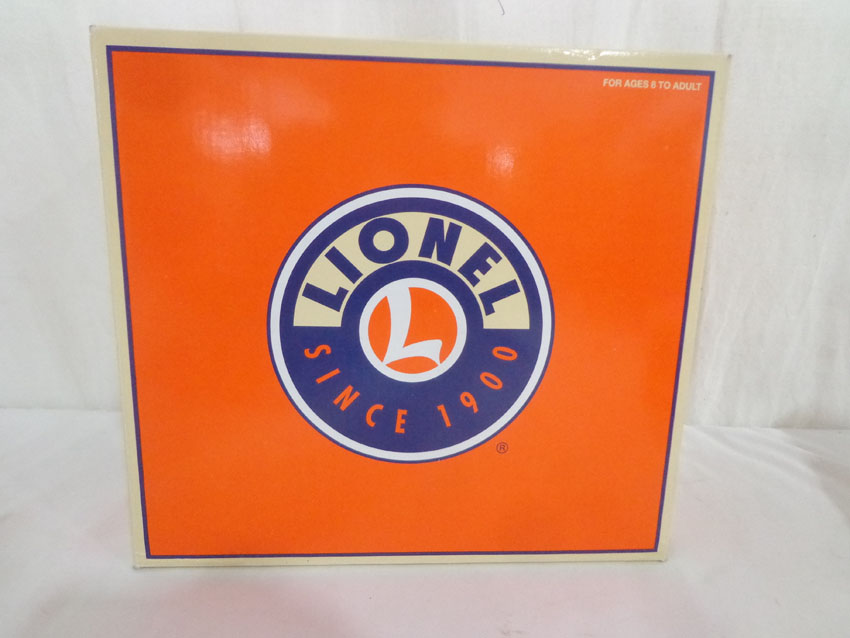 FOR AGES 8 TO ADULT
LIONEL
L
SINCE 1900
®